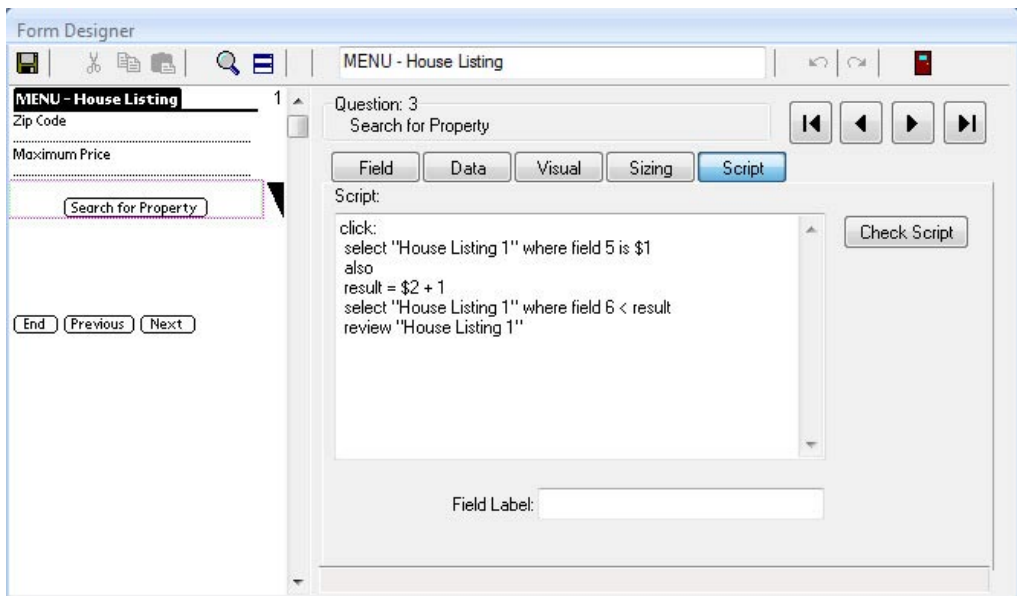 Form Designer
MENU - House Listing
MENU - House Listing 1
Zip Code
Maximum Price
Search for Property
End Previous Next
Question: 3
Search for Property
Field Data Visual Sizing Script
Script:
click:
select "House Listing 1" where field 5 is $1
also
result = $2 + 1
select "House Listing 1" where field 6 < result
review "House Listing 1"
Check Script
Field Label: